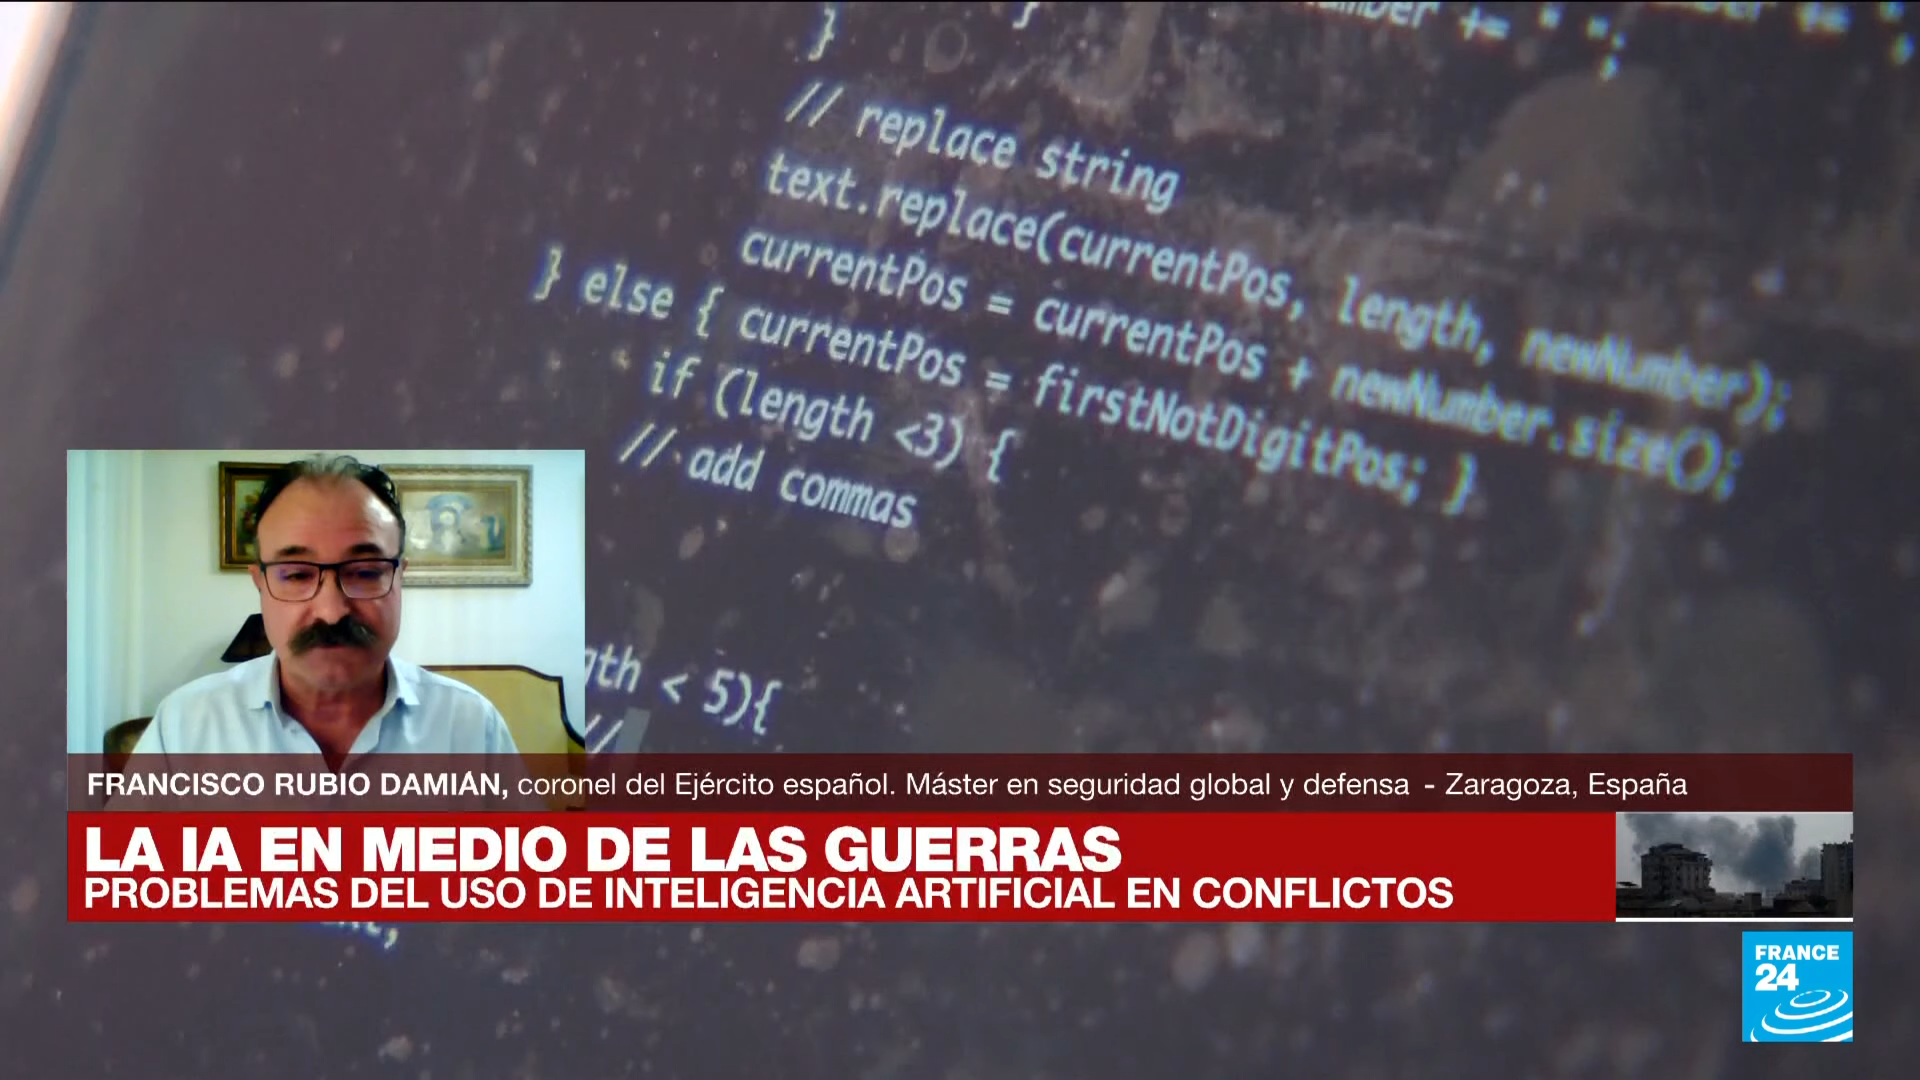 }
}
+= " ";
+= " ";
// replace string
text.replace(currentPos, length, newNumber);
currentPos = currentPos + newNumber.size();
} else { currentPos = firstNotDigitPos; }
if (length <3) {
// add commas
gth < 5){
//
FRANCISCO RUBIO DAMIÁN, coronel del Ejército español. Máster en seguridad global y defensa - Zaragoza, España
LA IA EN MEDIO DE LAS GUERRAS
PROBLEMAS DEL USO DE INTELIGENCIA ARTIFICIAL EN CONFLICTOS
FRANCE
24